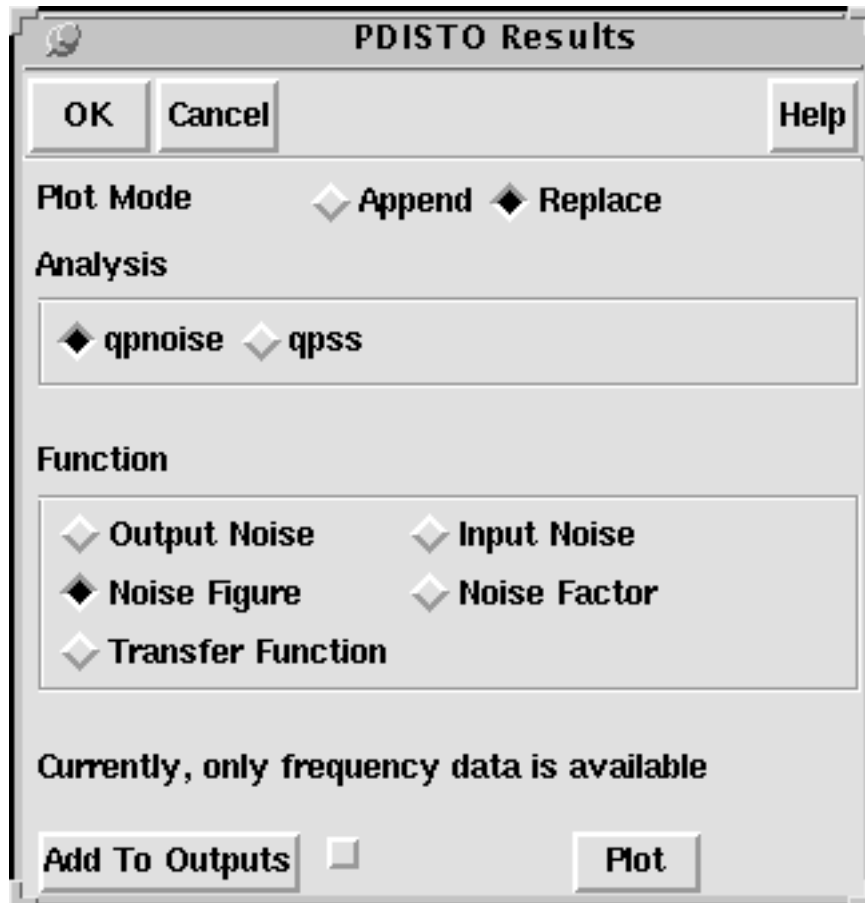 PDISTO Results
OK Cancel Help
Plot Mode Append Replace
Analysis
qpnoise qpss
Function
Output Noise Input Noise
Noise Figure Noise Factor
Transfer Function
Currently, only frequency data is available
Add To Outputs Plot